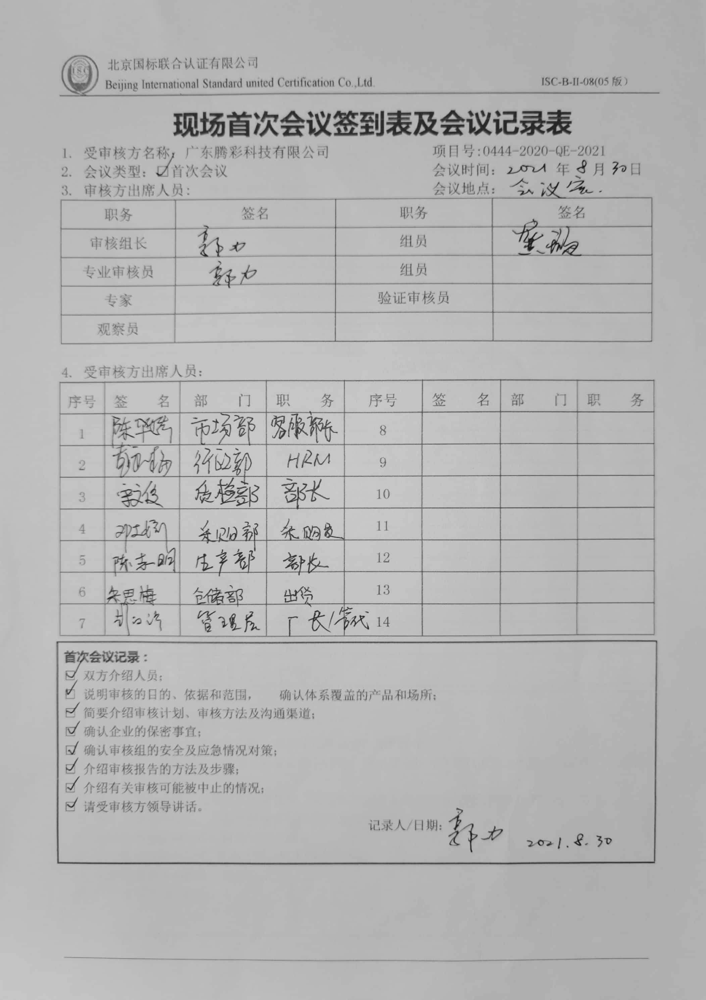 ISC
北京国标联合认证有限公司
Beijing International Standard united Certification Co.,Ltd.
ISC-B-II-08(05 版)
现场首次会议签到表及会议记录表
1. 受审核方名称: 广东腾彩科技有限公司 项目号:0444-2020-QE-2021
2. 会议类型: ☑首次会议 会议时间: 2021 年 8 月 30 日
3. 审核方出席人员: 会议地点: 会议室.
职务 签名 职务 签名
审核组长 郭力 组员
专业审核员 郭力 组员
专家 验证审核员
观察员
4. 受审核方出席人员:
序号 签 名 部 门 职 务 序号 签 名 部 门 职 务
1 市场部 客服部长 8
2 行政部 HRM 9
3 质检部 部长 10
4 采购部 采购员 11
5 生产部 部长 12
6 朱思梅 仓储部 出货 13
7 管理层 厂长/管代 14
首次会议记录:
☑ 双方介绍人员;
☑ 说明审核的目的、依据和范围, 确认体系覆盖的产品和场所;
☑ 简要介绍审核计划、审核方法及沟通渠道;
☑ 确认企业的保密事宜;
☑ 确认审核组的安全及应急情况对策;
☑ 介绍审核报告的方法及步骤;
☑ 介绍有关审核可能被中止的情况;
☑ 请受审核方领导讲话。
记录人/日期: 郭力 2021.8.30